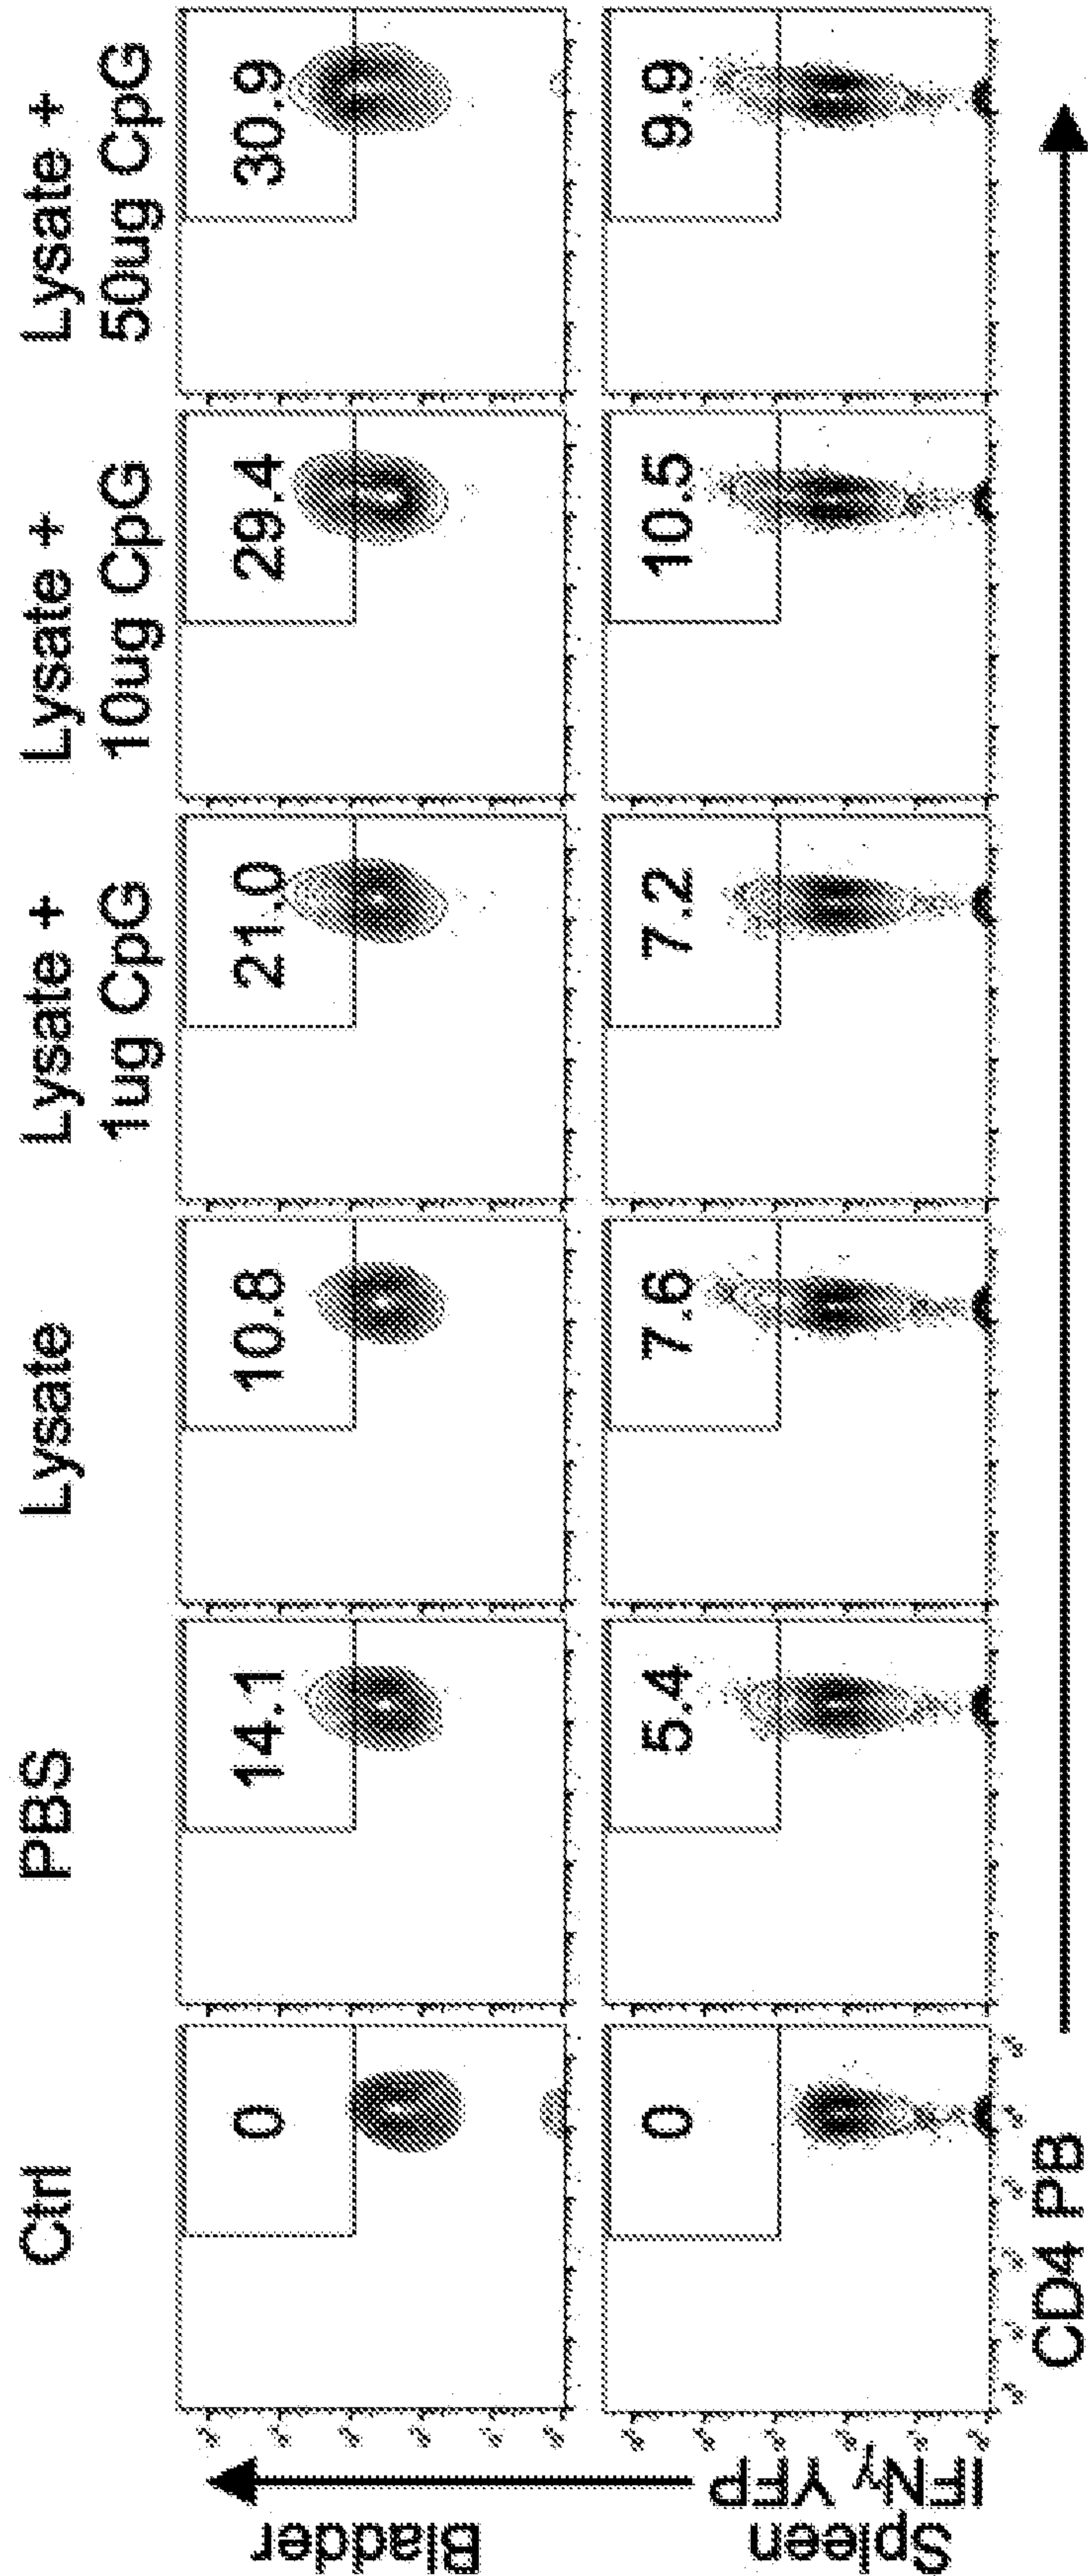 Ctrl
PBS
Lysate
Lysate +
1ug CpG
Lysate +
10ug CpG
Lysate +
50ug CpG
Bladder
0
14.1
10.8
21.0
29.4
30.9
Spleen
IFNγ YFP
0
5.4
7.6
7.2
10.5
9.9
CD4 PB